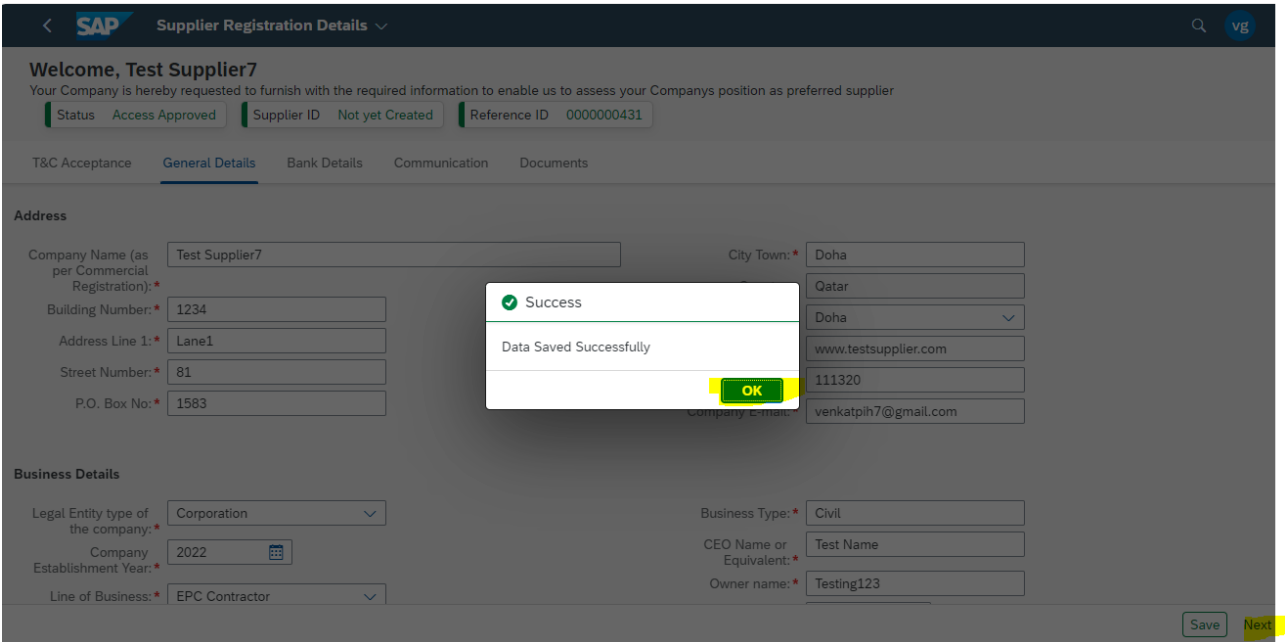 SAP Supplier Registration Details
vg
Welcome, Test Supplier7
Your Company is hereby requested to furnish with the required information to enable us to assess your Companys position as preferred supplier
Status Access Approved Supplier ID Not yet Created Reference ID 0000000431
T&C Acceptance General Details Bank Details Communication Documents
Address
Company Name (as per Commercial Registration):* Test Supplier7
Building Number:* 1234
Address Line 1:* Lane1
Street Number:* 81
P.O. Box No:* 1583
City Town:* Doha
Qatar
Doha
www.testsupplier.com
111320
Company E-mail:* venkatpih7@gmail.com
Success
Data Saved Successfully
OK
Business Details
Legal Entity type of the company:* Corporation
Company Establishment Year:* 2022
Line of Business:* EPC Contractor
Business Type:* Civil
CEO Name or Equivalent:* Test Name
Owner name:* Testing123
Save Next